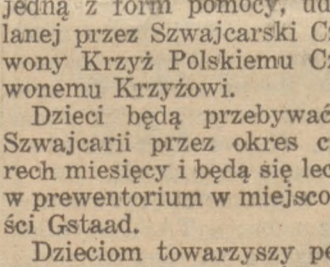 jedną z form pomocy, ud
lanej przez Szwajcarski C
wony Krzyż Polskiemu C
wonemu Krzyżowi.
Dzieci będą przebywać
Szwajcarii przez okres c
rech miesięcy i będą się lec
w prewentorium w miejsco
ści Gstaad.
Dzieciom towarzyszy p